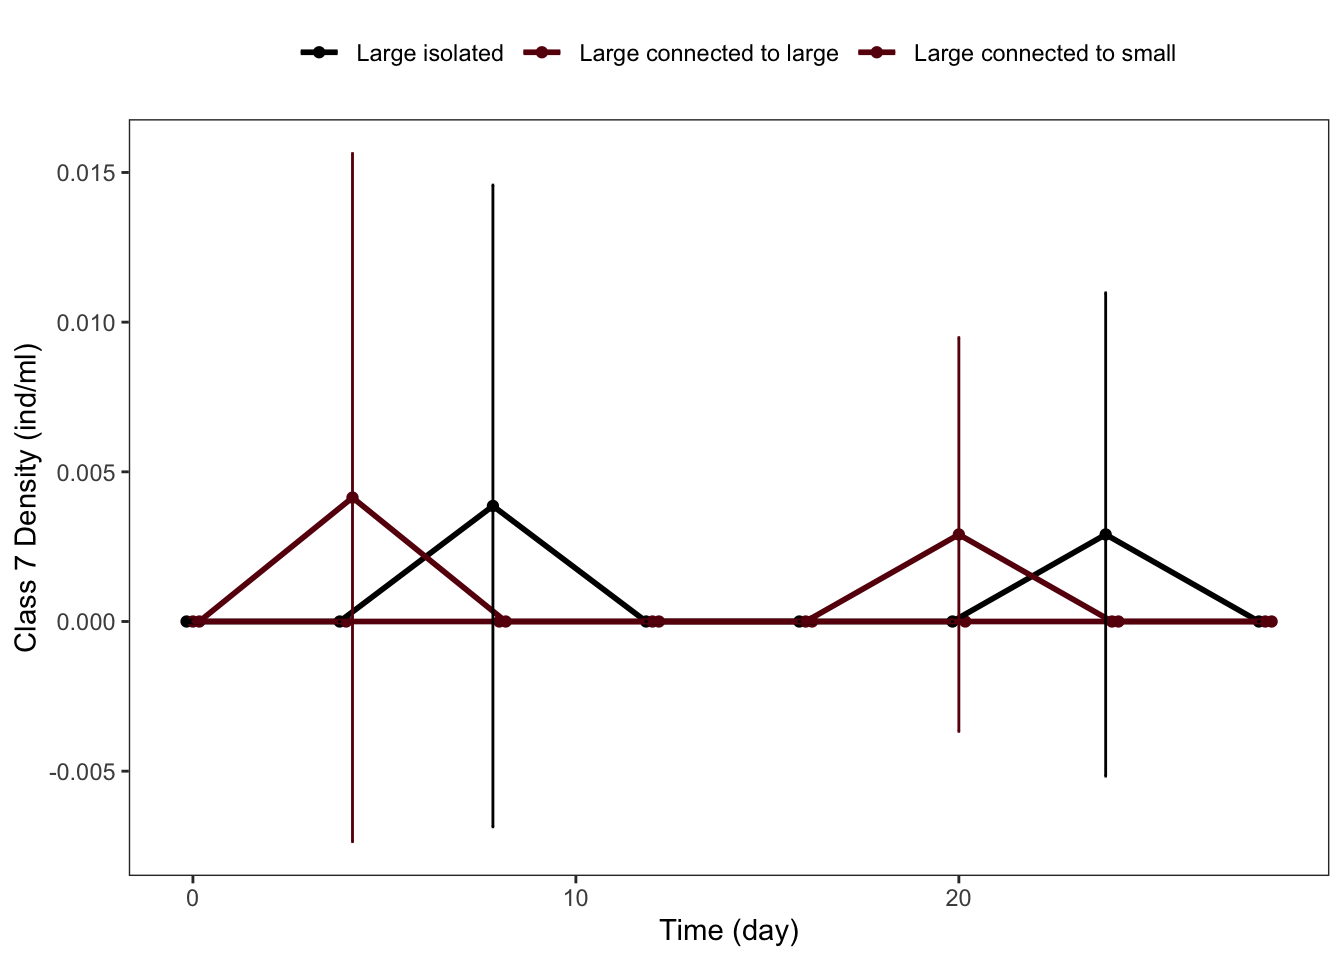 Large isolated Large connected to large Large connected to small
Class 7 Density (ind/ml)
0.015
0.010
0.005
0.000
-0.005
0 10 20
Time (day)